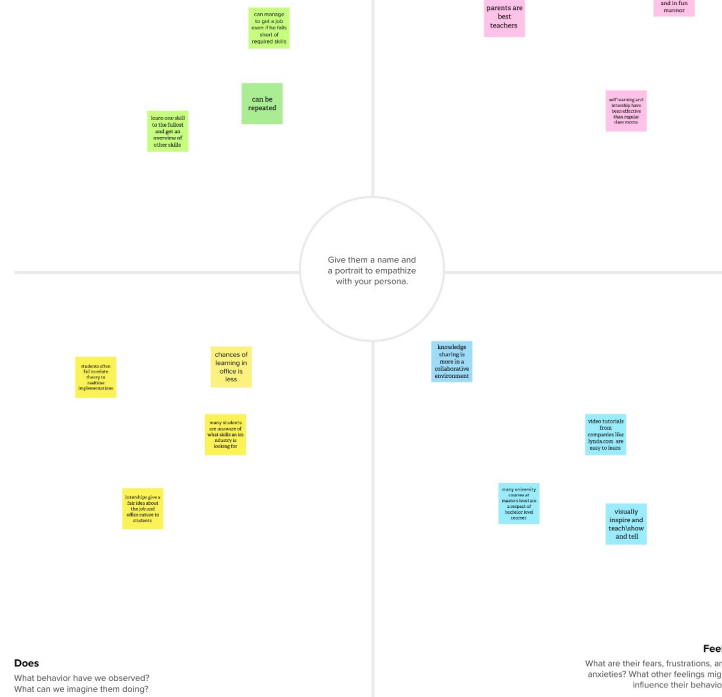 can manage
to get a job
even if he falls
short of
required skills
can be
repeated
learn one skill
to the fullest
and get an
overview of
other skills
parents are
best
teachers
and in fun
mannor
self learning and
intership have
been effective
than regular
class rooms
Give them a name and
a portrait to empathize
with your persona.
students often
fail to relate
theory to
realtime
implementations
chances of
learning in
office is
less
many students
are unaware of
what skills an in
ndustry is
looking for
interships give a
fair idea about
the job and
office nature to
students
knowledge
sharing is
more in a
collaborative
environment
video tutorials
from
companies like
lynda.com are
easy to learn
many university
courses at
masters level are
a respect of
bachelor level
courses
visually
inspire and
teach\show
and tell
Does
What behavior have we observed?
What can we imagine them doing?
Fee
What are their fears, frustrations, a
anxieties? What other feelings mig
influence their behavio